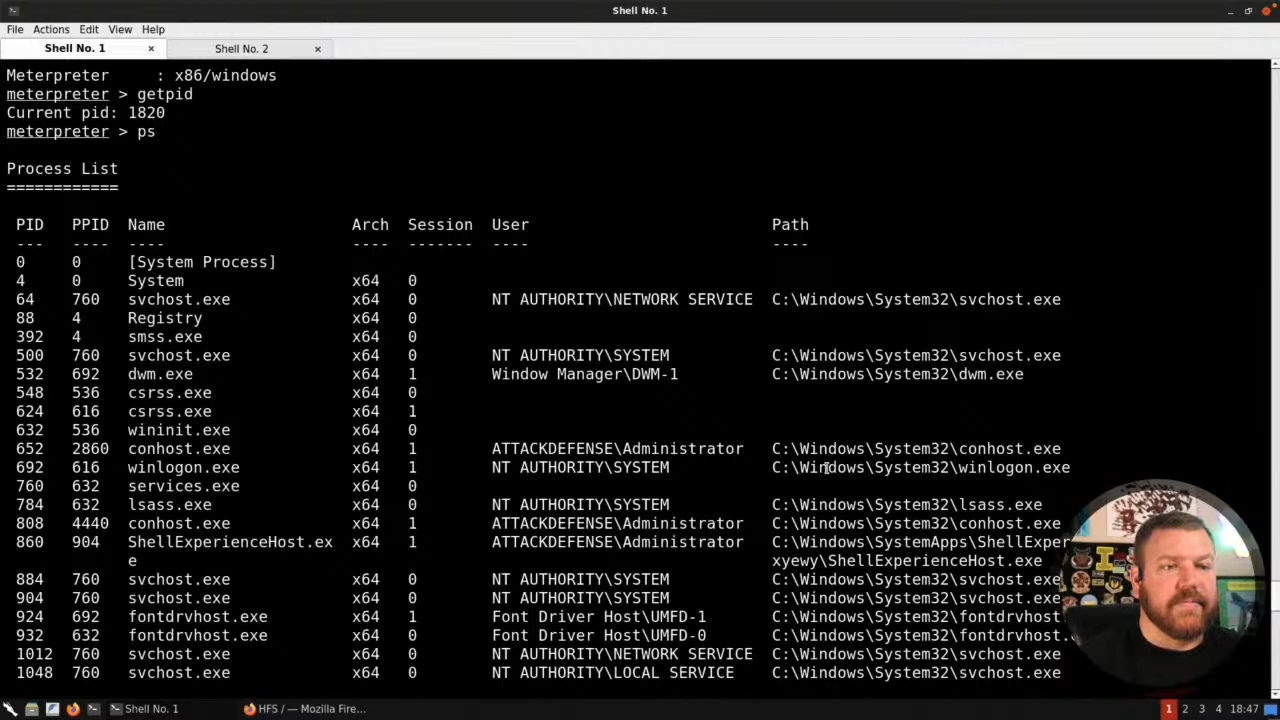 Shell No. 1
File Actions Edit View Help
Shell No. 1 × Shell No. 2 ×
Meterpreter : x86/windows
meterpreter > getpid
Current pid: 1820
meterpreter > ps
Process List
============
PID PPID Name Arch Session User Path
--- ---- ---- ---- ------- ---- ----
0 0 [System Process]
4 0 System x64 0
64 760 svchost.exe x64 0 NT AUTHORITY\NETWORK SERVICE C:\Windows\System32\svchost.exe
88 4 Registry x64 0
392 4 smss.exe x64 0
500 760 svchost.exe x64 0 NT AUTHORITY\SYSTEM C:\Windows\System32\svchost.exe
532 692 dwm.exe x64 1 Window Manager\DWM-1 C:\Windows\System32\dwm.exe
548 536 csrss.exe x64 0
624 616 csrss.exe x64 1
632 536 wininit.exe x64 0
652 2860 conhost.exe x64 1 ATTACKDEFENSE\Administrator C:\Windows\System32\conhost.exe
692 616 winlogon.exe x64 1 NT AUTHORITY\SYSTEM C:\Windows\System32\winlogon.exe
760 632 services.exe x64 0
784 632 lsass.exe x64 0 NT AUTHORITY\SYSTEM C:\Windows\System32\lsass.exe
808 4440 conhost.exe x64 1 ATTACKDEFENSE\Administrator C:\Windows\System32\conhost.exe
860 904 ShellExperienceHost.ex x64 1 ATTACKDEFENSE\Administrator C:\Windows\SystemApps\ShellExper
e xyewy\ShellExperienceHost.exe
884 760 svchost.exe x64 0 NT AUTHORITY\SYSTEM C:\Windows\System32\svchost.exe
904 760 svchost.exe x64 0 NT AUTHORITY\SYSTEM C:\Windows\System32\svchost.exe
924 692 fontdrvhost.exe x64 1 Font Driver Host\UMFD-1 C:\Windows\System32\fontdrvhost.
932 632 fontdrvhost.exe x64 0 Font Driver Host\UMFD-0 C:\Windows\System32\fontdrvhost.
1012 760 svchost.exe x64 0 NT AUTHORITY\NETWORK SERVICE C:\Windows\System32\svchost.exe
1048 760 svchost.exe x64 0 NT AUTHORITY\LOCAL SERVICE C:\Windows\System32\svchost.exe
Shell No. 1 HFS / — Mozilla Fire... 1 2 3 4 18:47